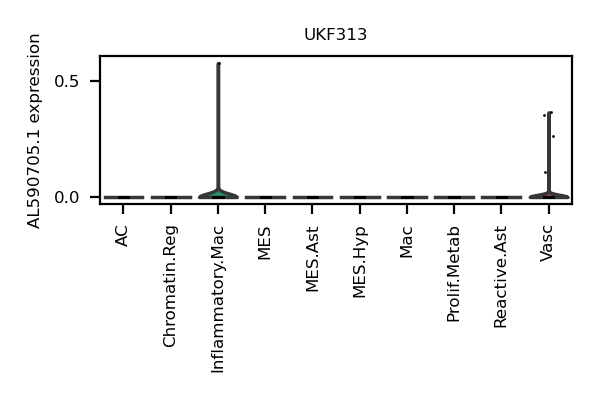 UKF313
AL590705.1 expression
0.5
0.0
AC
Chromatin.Reg
Inflammatory.Mac
MES
MES.Ast
MES.Hyp
Mac
Prolif.Metab
Reactive.Ast
Vasc